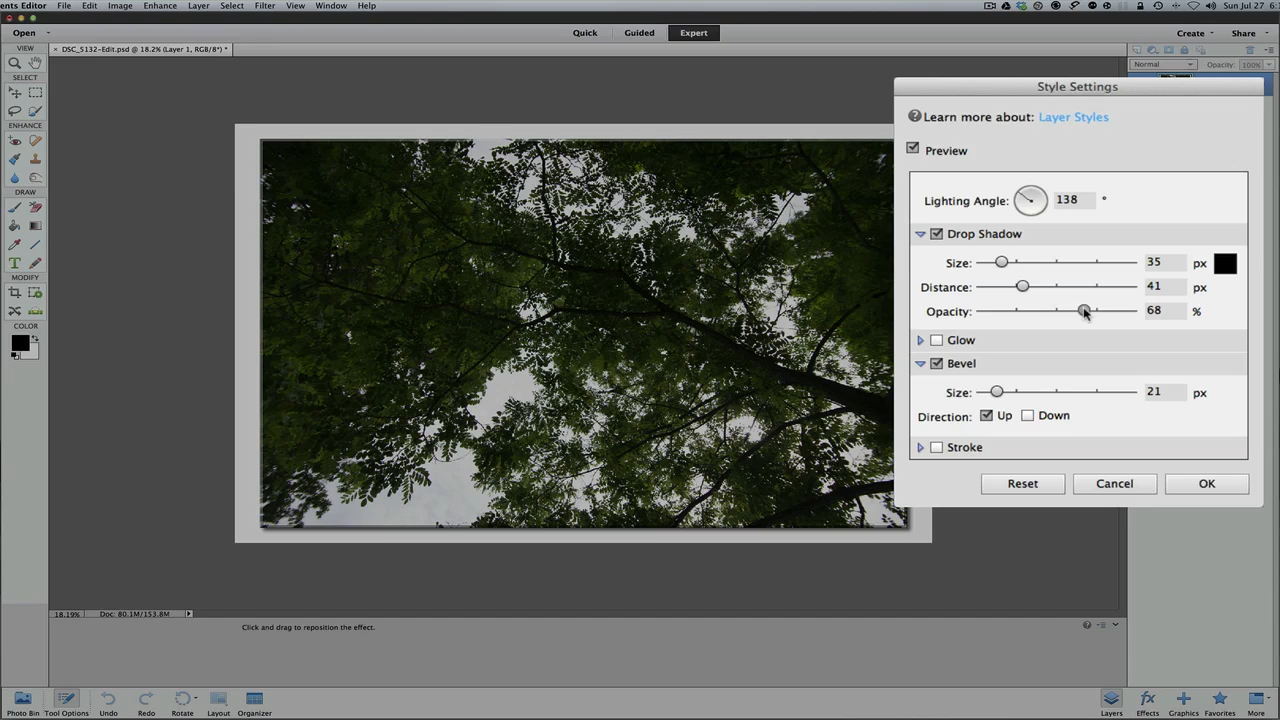 ents Editor File Edit Image Enhance Layer Select Filter View Window Help Sun Jul 27
Open Quick Guided Expert Create Share
VIEW × DSC_5132-Edit.psd @ 18.2% (Layer 1, RGB/8*) *
Normal Opacity: 100%
SELECT
Style Settings
ENHANCE
Learn more about: Layer Styles
Preview
DRAW
Lighting Angle: 138 °
Drop Shadow
Size: 35 px
T
MODIFY
Distance: 41 px
Opacity: 68 %
COLOR
Glow
Bevel
Size: 21 px
Direction: Up Down
Stroke
Reset Cancel OK
18.19% Doc: 80.1M/153.8M
Click and drag to reposition the effect.
Photo Bin Tool Options Undo Redo Rotate Layout Organizer Layers Effects Graphics Favorites More